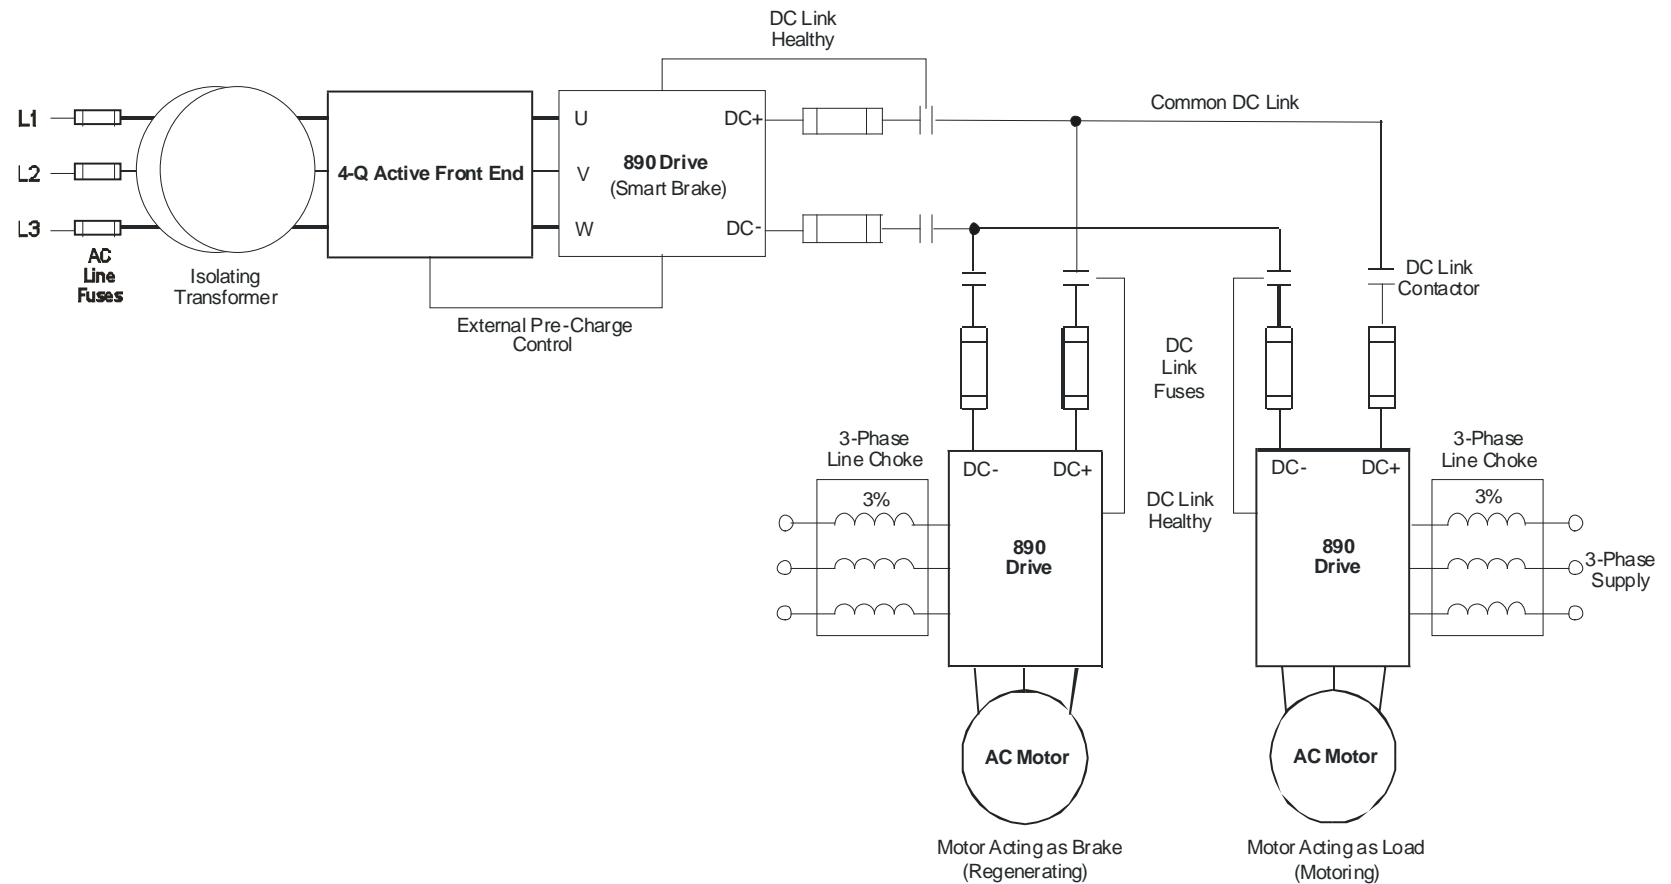 DC Link
Healthy
L1
L2
L3
AC
Line
Fuses
Isolating
Transformer
4-Q Active Front End
External Pre-Charge
Control
U
V
W
890 Drive
(Smart Brake)
DC+
DC-
Common DC Link
DC Link
Contactor
DC
Link
Fuses
3-Phase
Line Choke
3%
DC-
DC+
890
Drive
DC Link
Healthy
DC-
DC+
890
Drive
3-Phase
Line Choke
3%
3-Phase
Supply
AC Motor
Motor Acting as Brake
(Regenerating)
AC Motor
Motor Acting as Load
(Motoring)